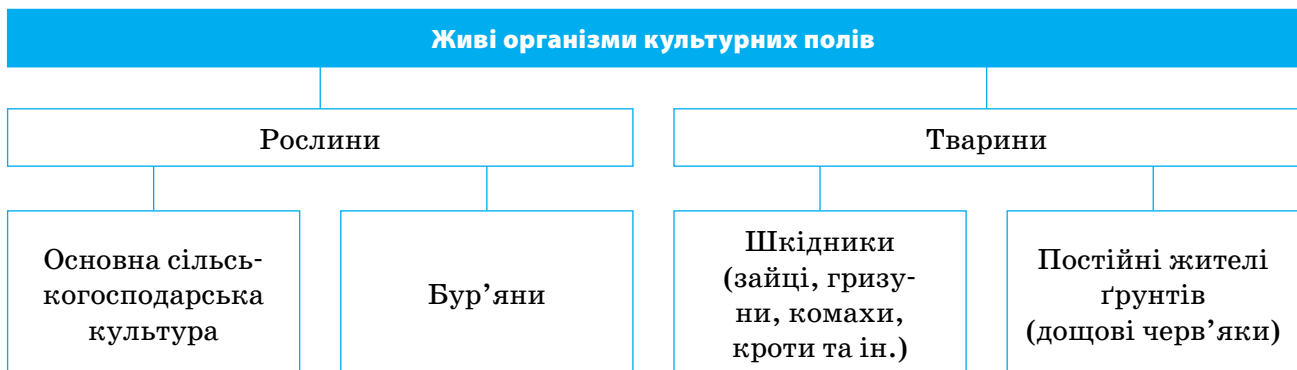 Живі організми культурних полів
Рослини
Тварини
Основна сільсь-
когосподарська
культура
Бур’яни
Шкідники
(зайці, гризу-
ни, комахи,
кроти та ін.)
Постійні жителі
ґрунтів
(дощові черв’яки)